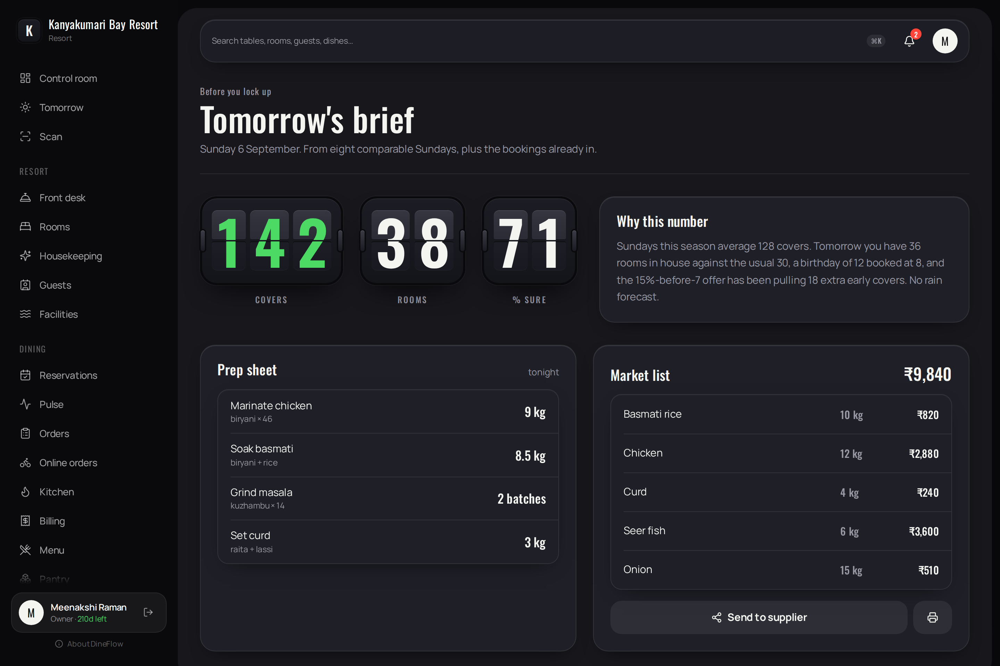 K
Kanyakumari Bay Resort
Resort
Control room
Tomorrow
Scan
RESORT
Front desk
Rooms
Housekeeping
Guests
Facilities
DINING
Reservations
Pulse
Orders
Online orders
Kitchen
Billing
Menu
Pantry
M
Meenakshi Raman
Owner · 210d left
About DineFlow
Search tables, rooms, guests, dishes...
⌘K
2
M
Before you lock up
Tomorrow's brief
Sunday 6 September. From eight comparable Sundays, plus the bookings already in.
142
COVERS
38
ROOMS
71
% SURE
Why this number
Sundays this season average 128 covers. Tomorrow you have 36
rooms in house against the usual 30, a birthday of 12 booked at 8, and
the 15%-before-7 offer has been pulling 18 extra early covers. No rain
forecast.
Prep sheet
tonight
Marinate chicken
biryani × 46
9 kg
Soak basmati
biryani + rice
8.5 kg
Grind masala
kuzhambu × 14
2 batches
Set curd
raita + lassi
3 kg
Market list
₹9,840
Basmati rice 10 kg ₹820
Chicken 12 kg ₹2,880
Curd 4 kg ₹240
Seer fish 6 kg ₹3,600
Onion 15 kg ₹510
Send to supplier